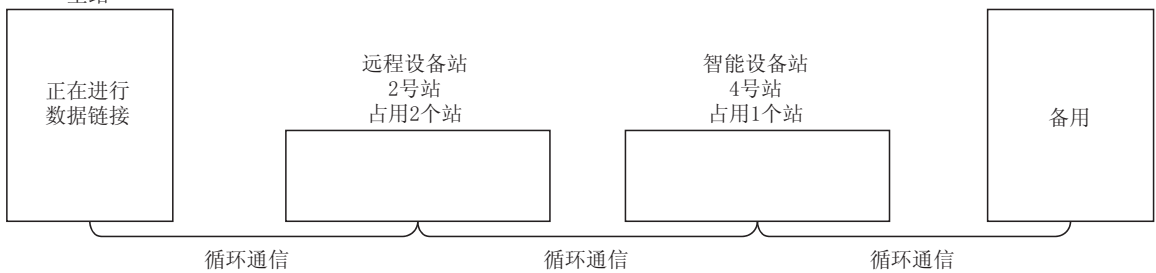 正在进行
数据链接
远程设备站
2号站
占用2个站
智能设备站
4号站
占用1个站
备用
循环通信
循环通信
循环通信